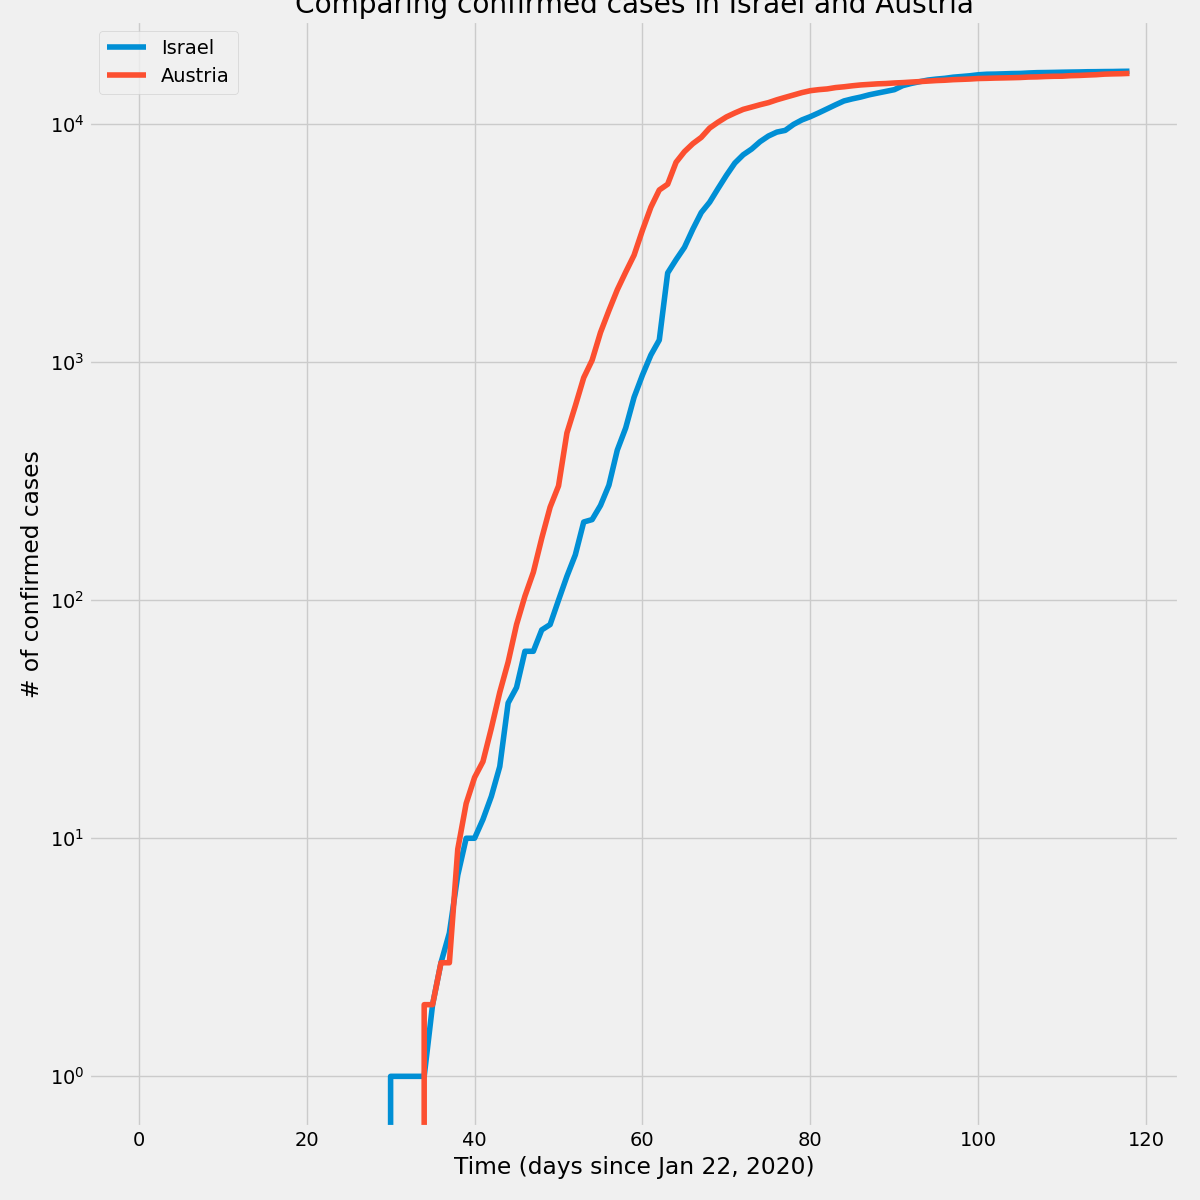 Comparing confirmed cases in Israel and Austria
Israel
Austria
# of confirmed cases
10⁴
10³
10²
10¹
10⁰
0 20 40 60 80 100 120
Time (days since Jan 22, 2020)